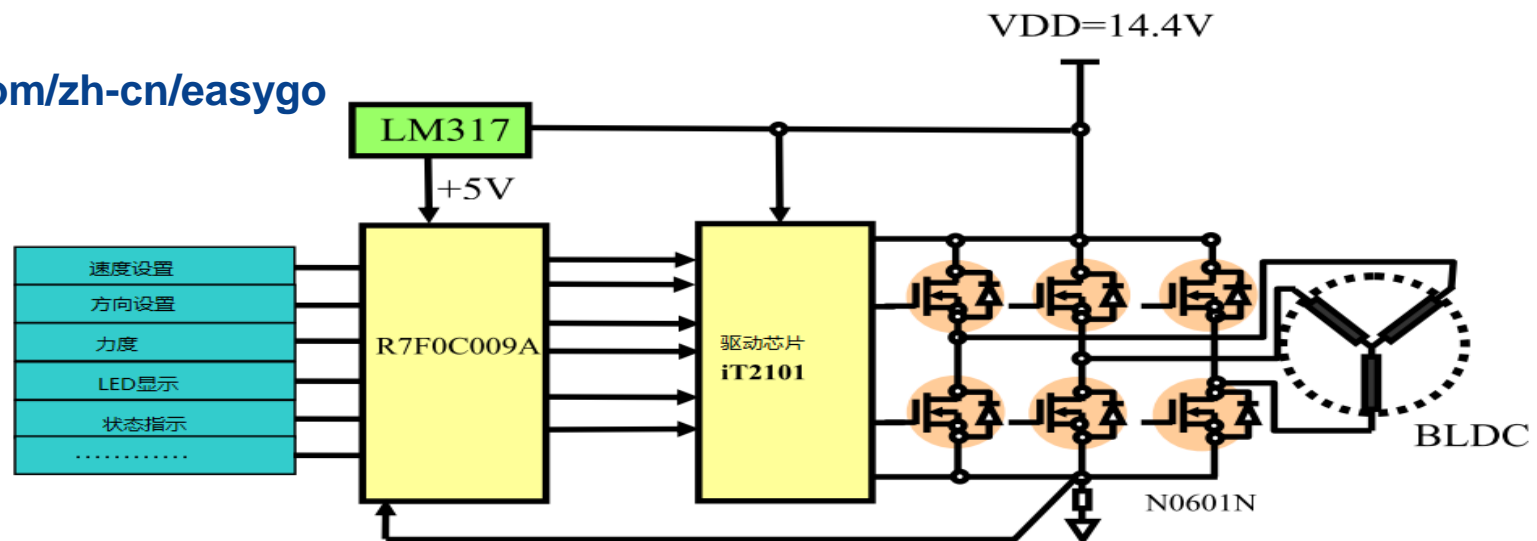 VDD=14.4V
om/zh-cn/easygo
LM317
+5V
速度设置
方向设置
力度
LED显示
状态指示
…………
R7F0C009A
驱动芯片
iT2101
BLDC
N0601N